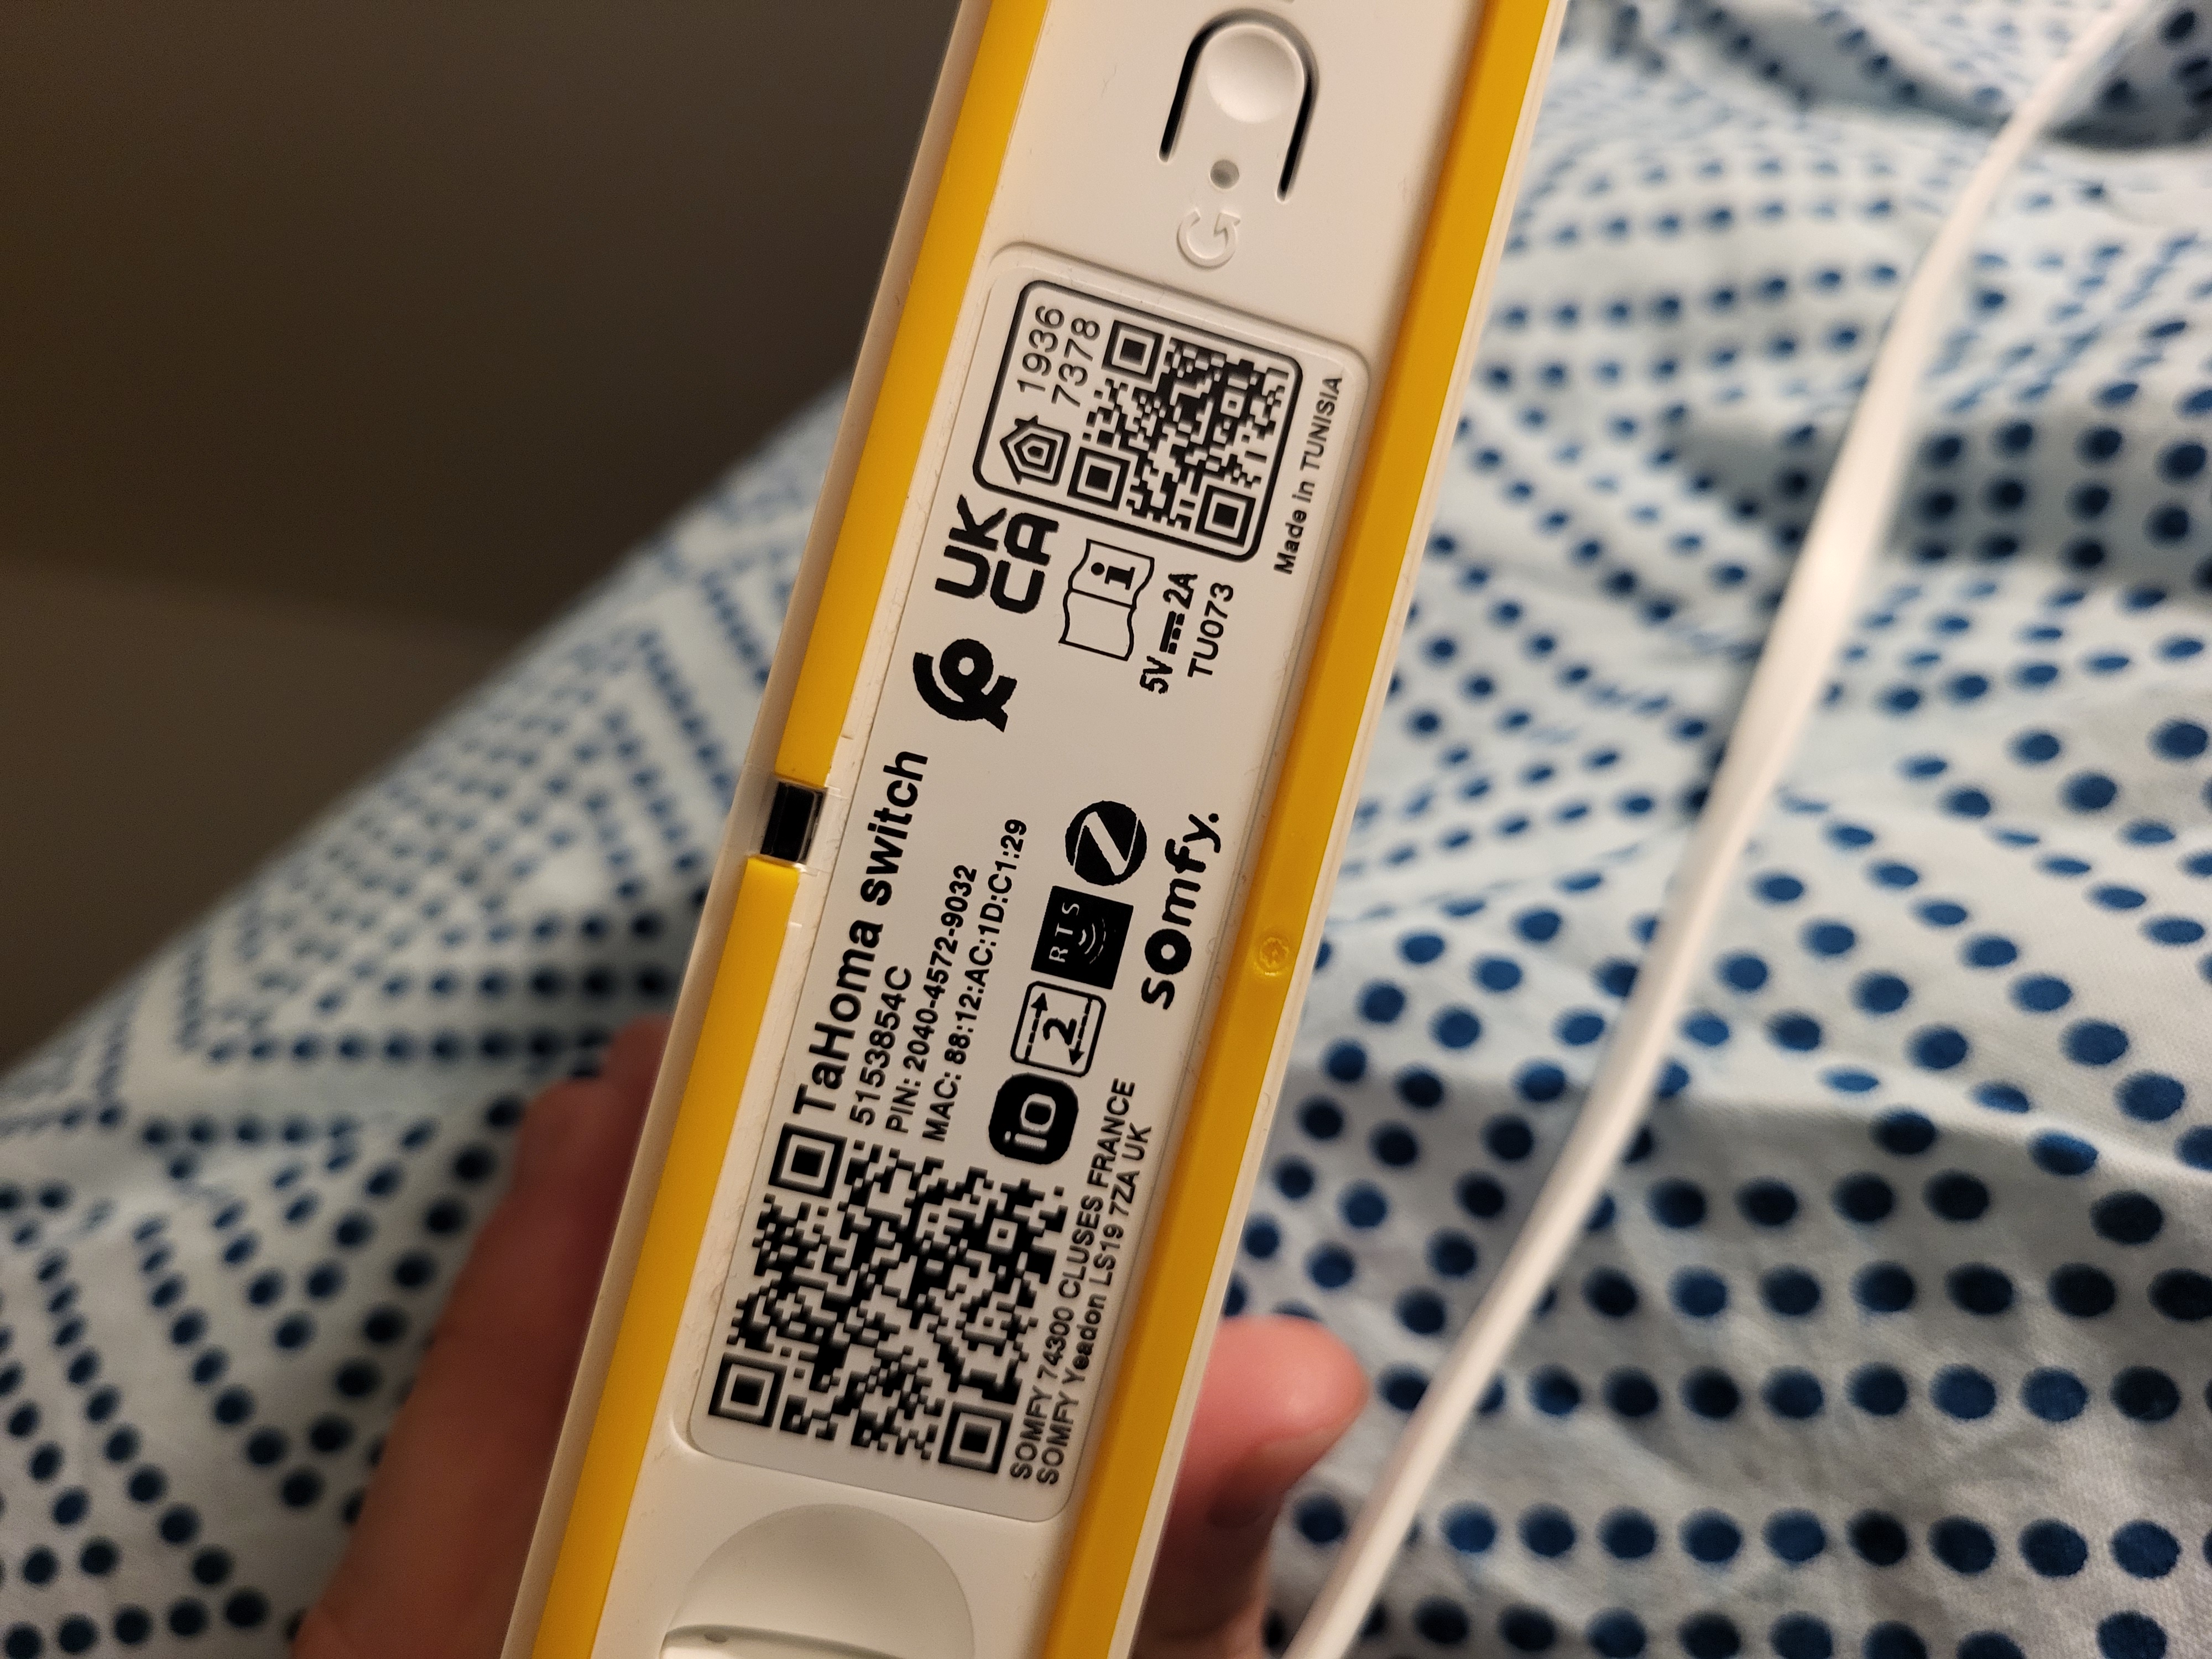 TaHoma switch
5153854C
PIN: 2040-4572-9032
MAC: 88:12:AC:1D:C1:29
io
2
RTS
somfy.
SOMFY 74300 CLUSES FRANCE
SOMFY Yeadon LS19 7ZA UK
UK
CA
i
5V⎓2A
TU073
1936
7378
Made in TUNISIA